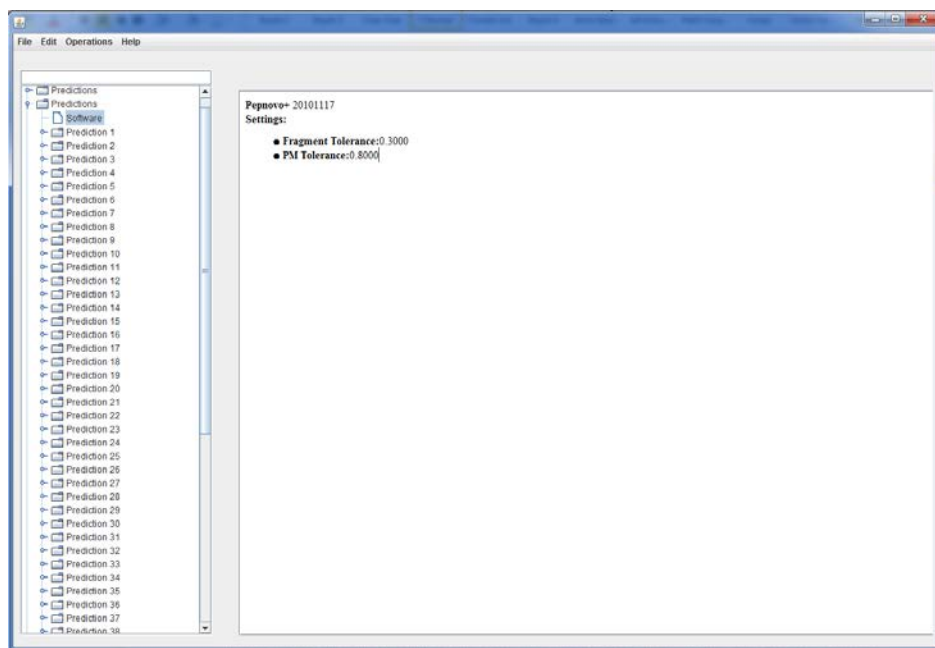 File Edit Operations Help
Predictions
Predictions
Software
Prediction 1
Prediction 2
Prediction 3
Prediction 4
Prediction 5
Prediction 6
Prediction 7
Prediction 8
Prediction 9
Prediction 10
Prediction 11
Prediction 12
Prediction 13
Prediction 14
Prediction 15
Prediction 16
Prediction 17
Prediction 18
Prediction 19
Prediction 20
Prediction 21
Prediction 22
Prediction 23
Prediction 24
Prediction 25
Prediction 26
Prediction 27
Prediction 28
Prediction 29
Prediction 30
Prediction 31
Prediction 32
Prediction 33
Prediction 34
Prediction 35
Prediction 36
Prediction 37
Prediction 38
Pepnovo+ 20101117
Settings:
● Fragment Tolerance:0.3000
● PM Tolerance:0.8000